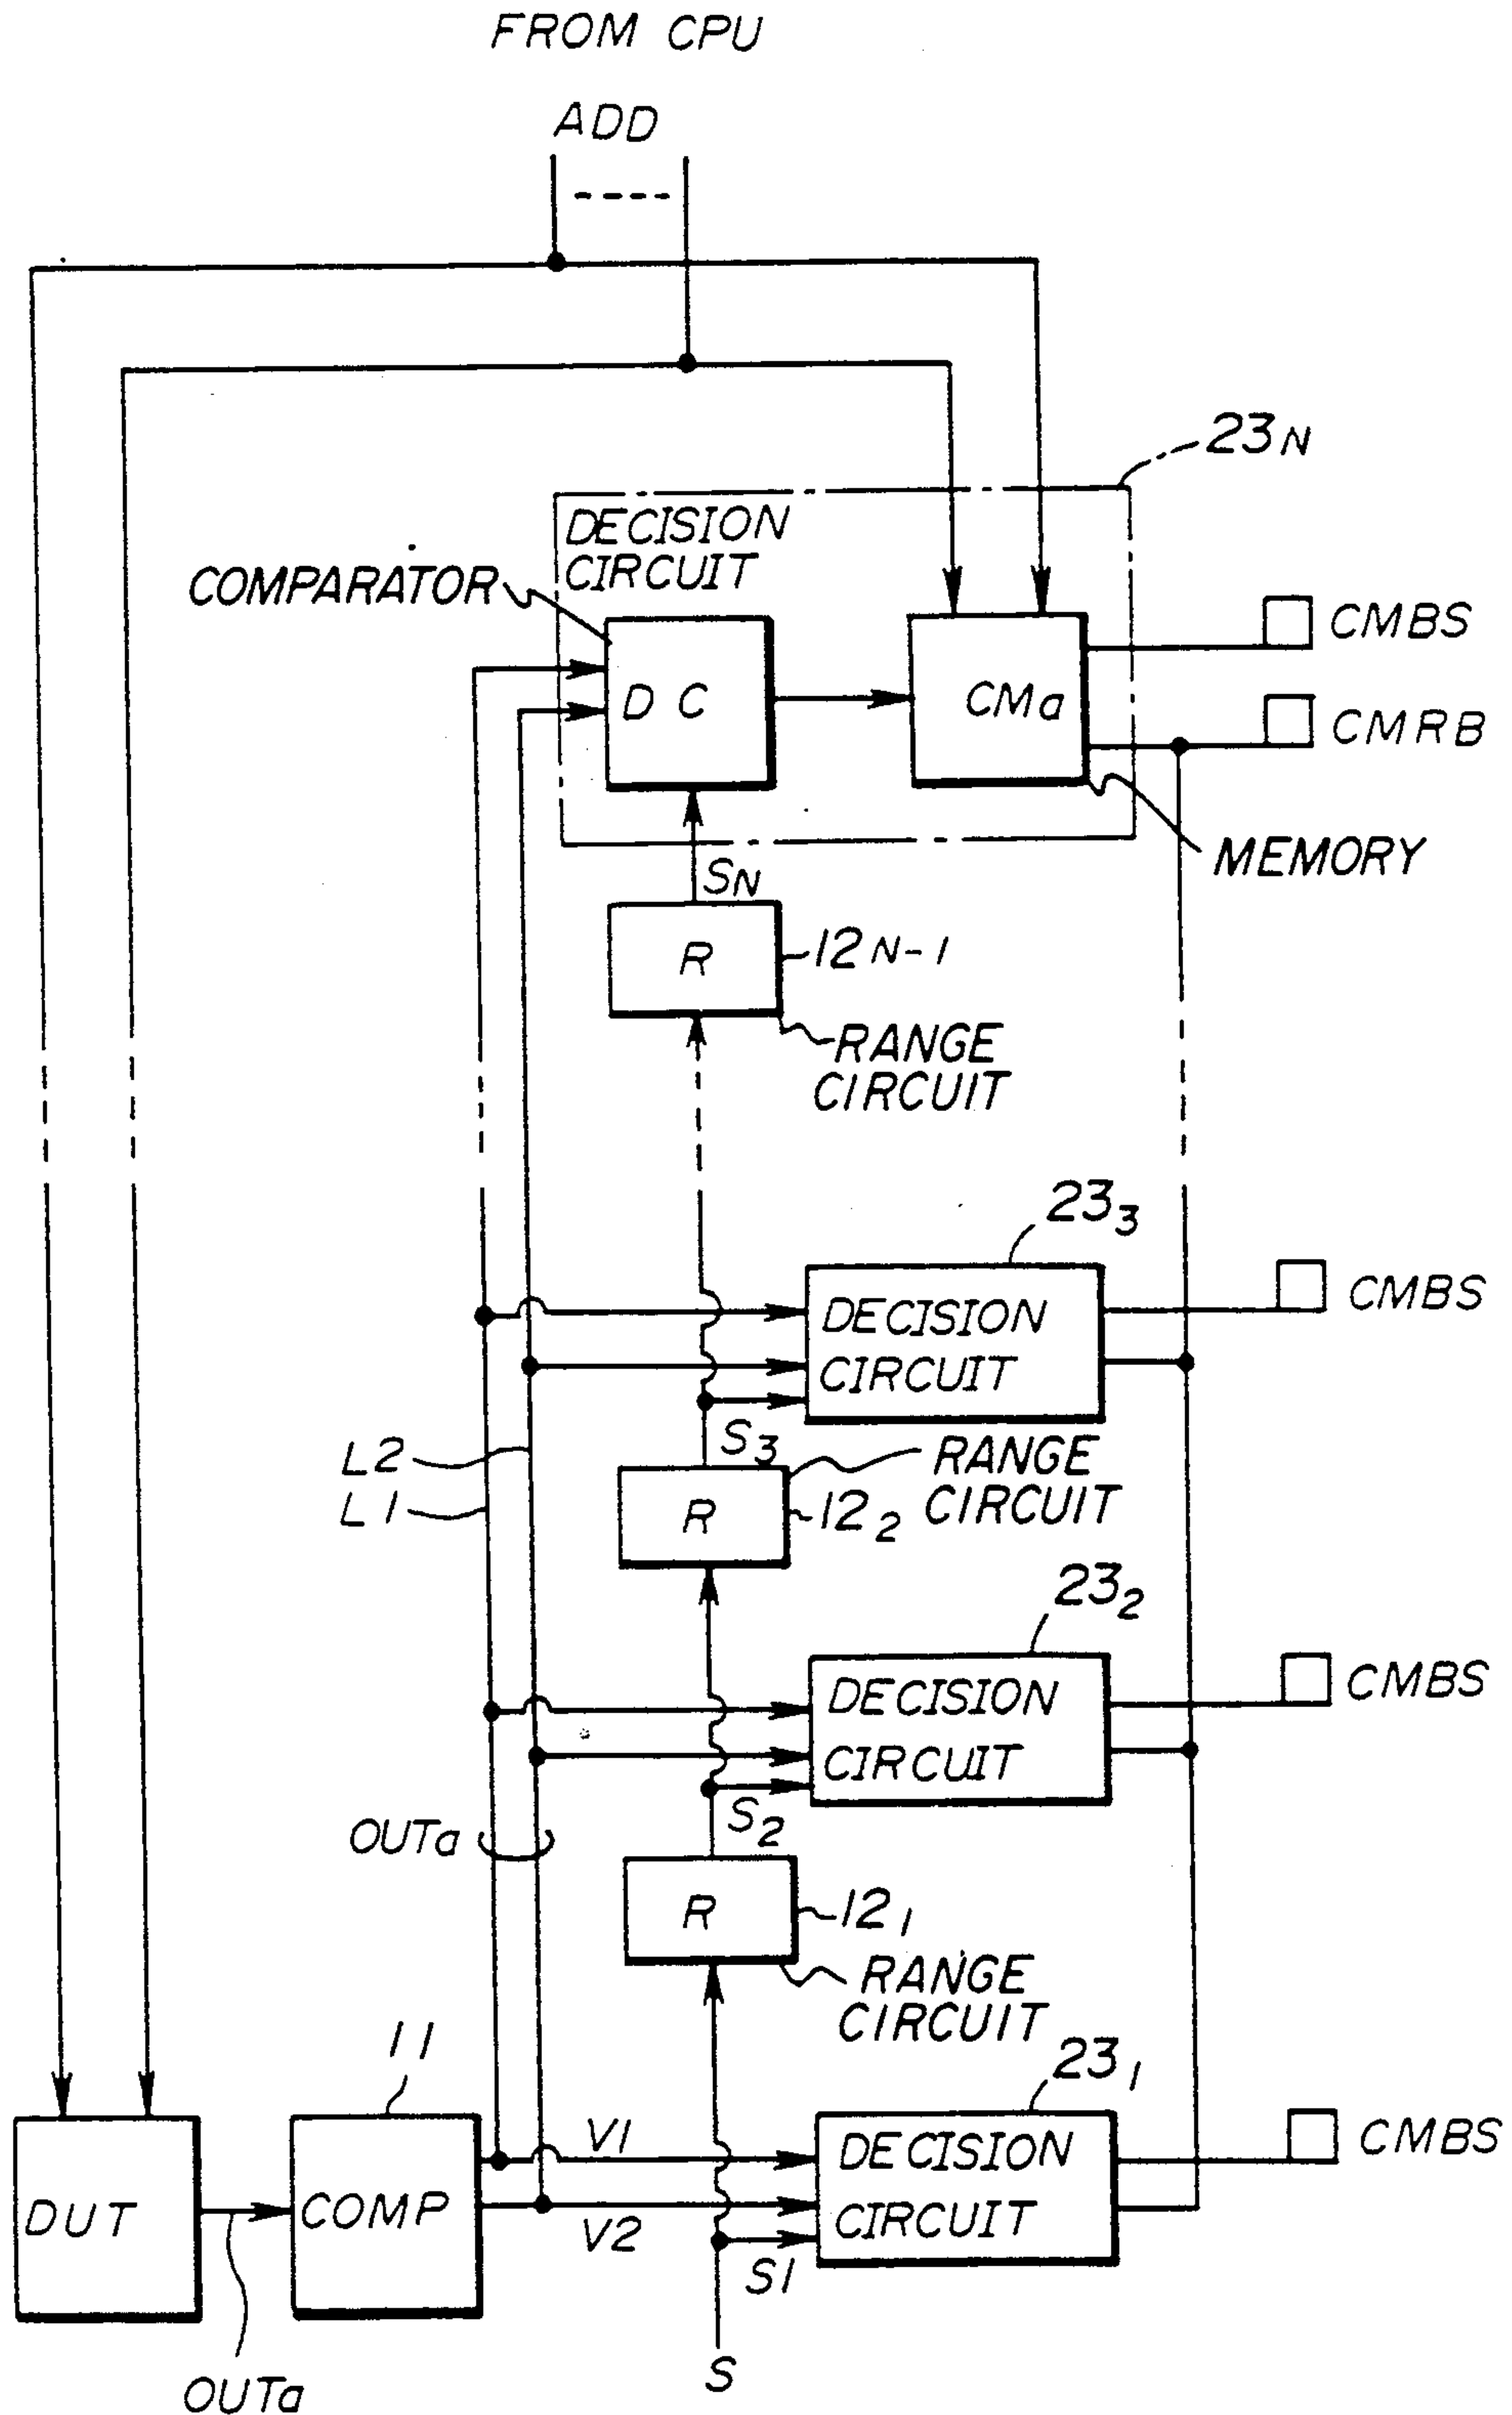 FROM CPU
ADD
23N
DECISION
CIRCUIT
COMPARATOR
DC
CMa
CMBS
CMRB
MEMORY
SN
R
12N-1
RANGE
CIRCUIT
233
DECISION
CIRCUIT
CMBS
S3
L2
L1
R
122
RANGE
CIRCUIT
232
DECISION
CIRCUIT
CMBS
S2
OUTa
R
121
RANGE
CIRCUIT
11
231
V1
DECISION
CIRCUIT
CMBS
DUT
COMP
V2
S1
S
OUTa